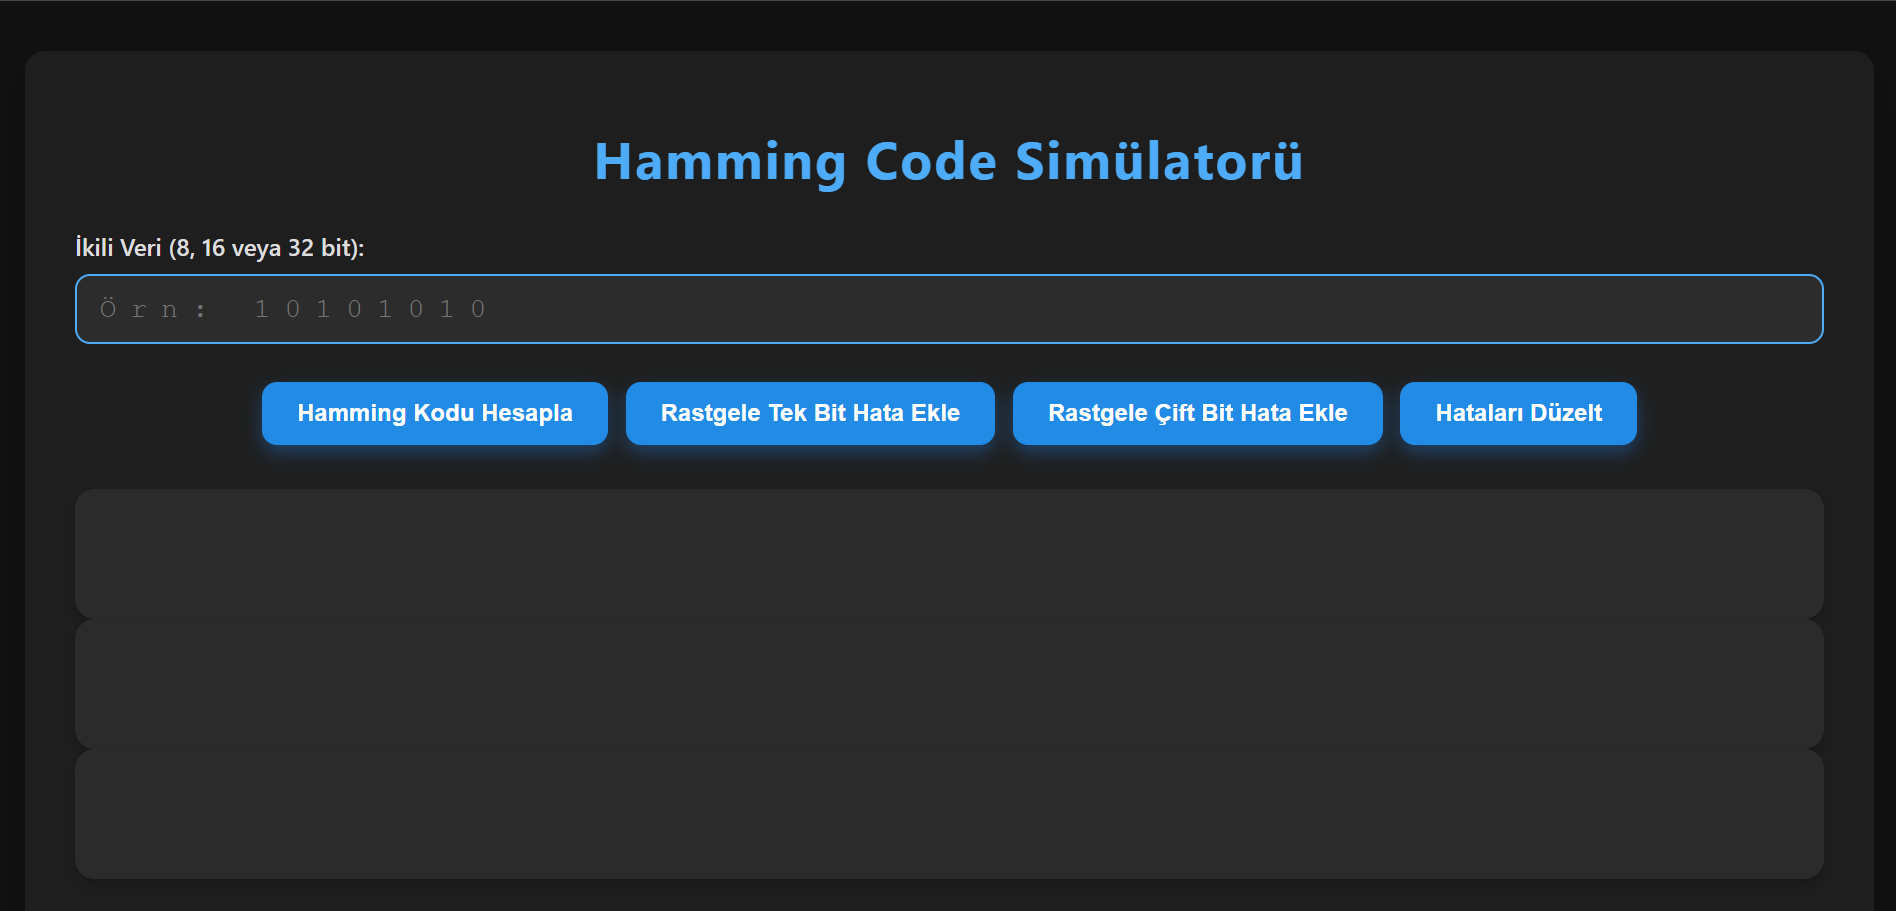 Hamming Code Simülatorü
İkili Veri (8, 16 veya 32 bit):
Örn: 10101010
Hamming Kodu Hesapla
Rastgele Tek Bit Hata Ekle
Rastgele Çift Bit Hata Ekle
Hataları Düzelt